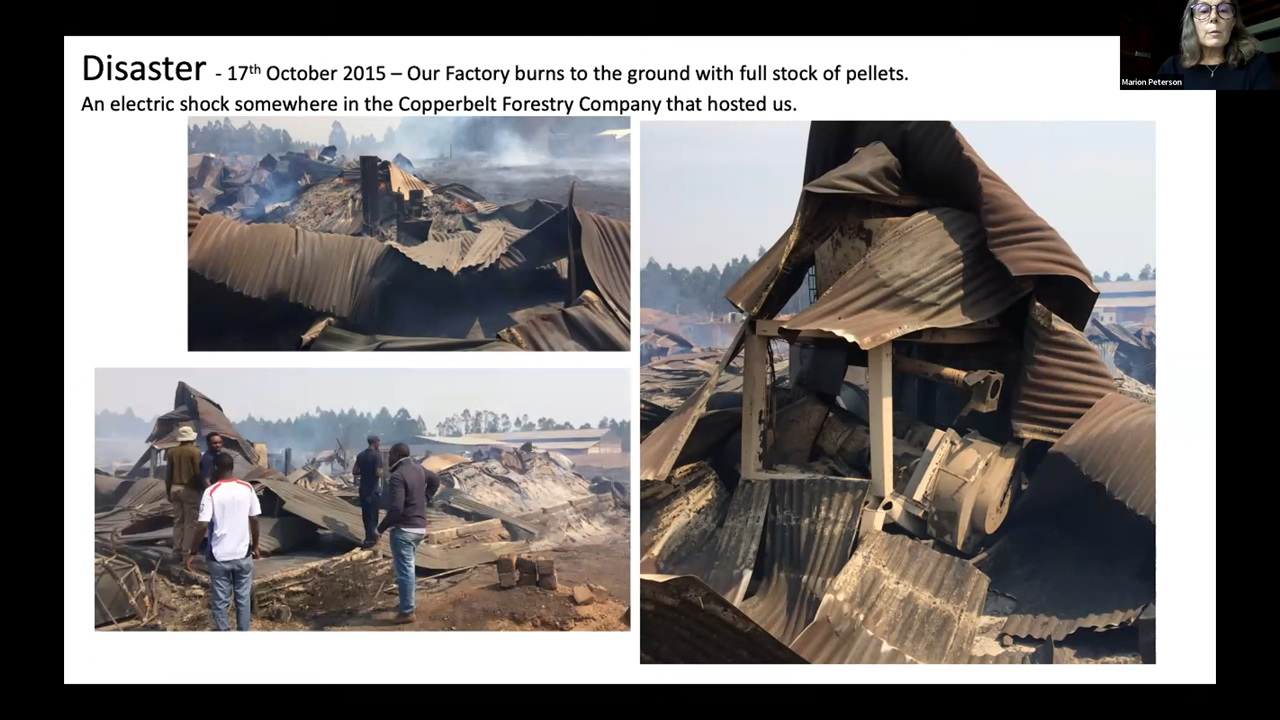 Disaster - 17th October 2015 – Our Factory burns to the ground with full stock of pellets.
An electric shock somewhere in the Copperbelt Forestry Company that hosted us.
Marion Peterson